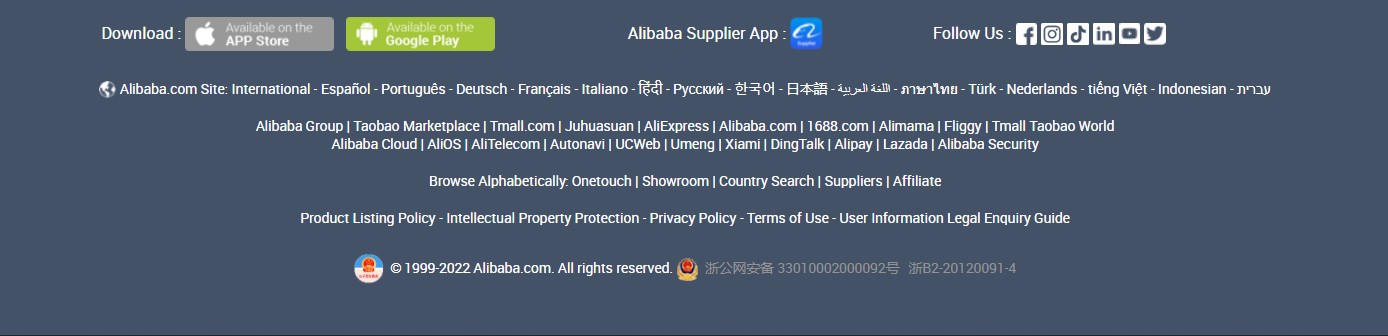 Download : Available on the APP Store Available on the Google Play Alibaba Supplier App : Supplier Follow Us :
Alibaba.com Site: International - Español - Português - Deutsch - Français - Italiano - हिंदी - Pусский - 한국어 - 日本語 - اللغة العربية - ภาษาไทย - Türk - Nederlands - tiếng Việt - Indonesian - עברית
Alibaba Group | Taobao Marketplace | Tmall.com | Juhuasuan | AliExpress | Alibaba.com | 1688.com | Alimama | Fliggy | Tmall Taobao World
Alibaba Cloud | AliOS | AliTelecom | Autonavi | UCWeb | Umeng | Xiami | DingTalk | Alipay | Lazada | Alibaba Security
Browse Alphabetically: Onetouch | Showroom | Country Search | Suppliers | Affiliate
Product Listing Policy - Intellectual Property Protection - Privacy Policy - Terms of Use - User Information Legal Enquiry Guide
© 1999-2022 Alibaba.com. All rights reserved. 浙公网安备 33010002000092号 浙B2-20120091-4